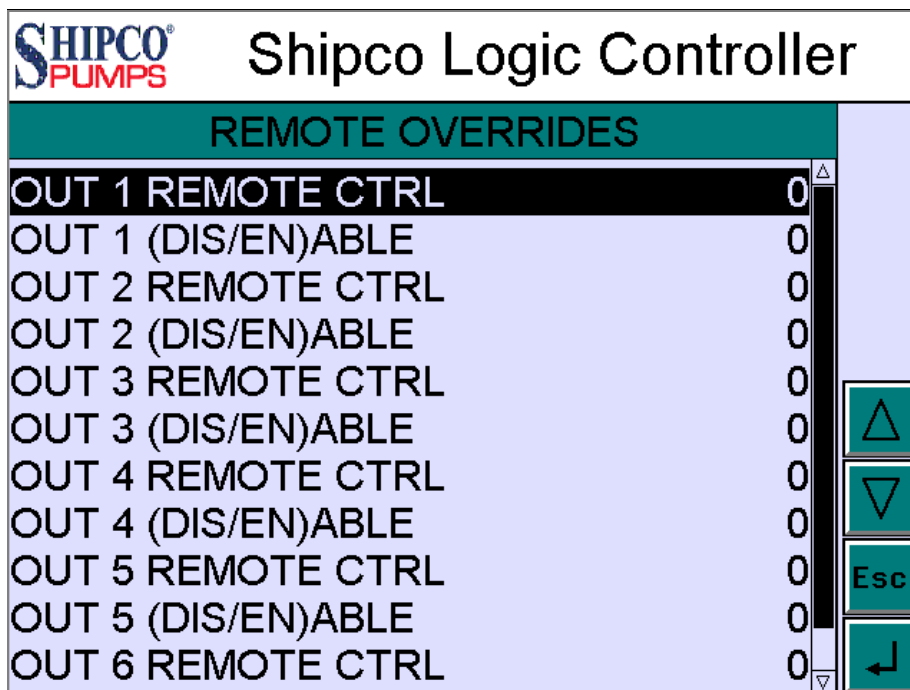 SHIPCO®
PUMPS
Shipco Logic Controller
REMOTE OVERRIDES
OUT 1 REMOTE CTRL 0
OUT 1 (DIS/EN)ABLE 0
OUT 2 REMOTE CTRL 0
OUT 2 (DIS/EN)ABLE 0
OUT 3 REMOTE CTRL 0
OUT 3 (DIS/EN)ABLE 0
OUT 4 REMOTE CTRL 0
OUT 4 (DIS/EN)ABLE 0
OUT 5 REMOTE CTRL 0
OUT 5 (DIS/EN)ABLE 0
OUT 6 REMOTE CTRL 0
Esc